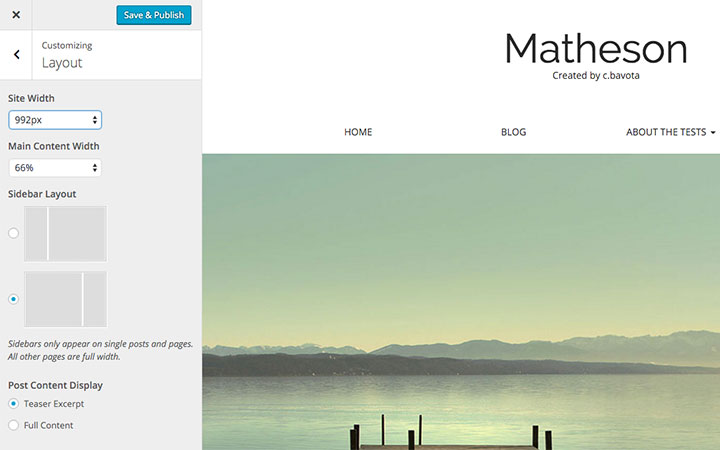 Save & Publish
Customizing
Layout
Site Width
992px
Main Content Width
66%
Sidebar Layout
Sidebars only appear on single posts and pages.
All other pages are full width.
Post Content Display
Teaser Excerpt
Full Content
Matheson
Created by c.bavota
HOME BLOG ABOUT THE TESTS